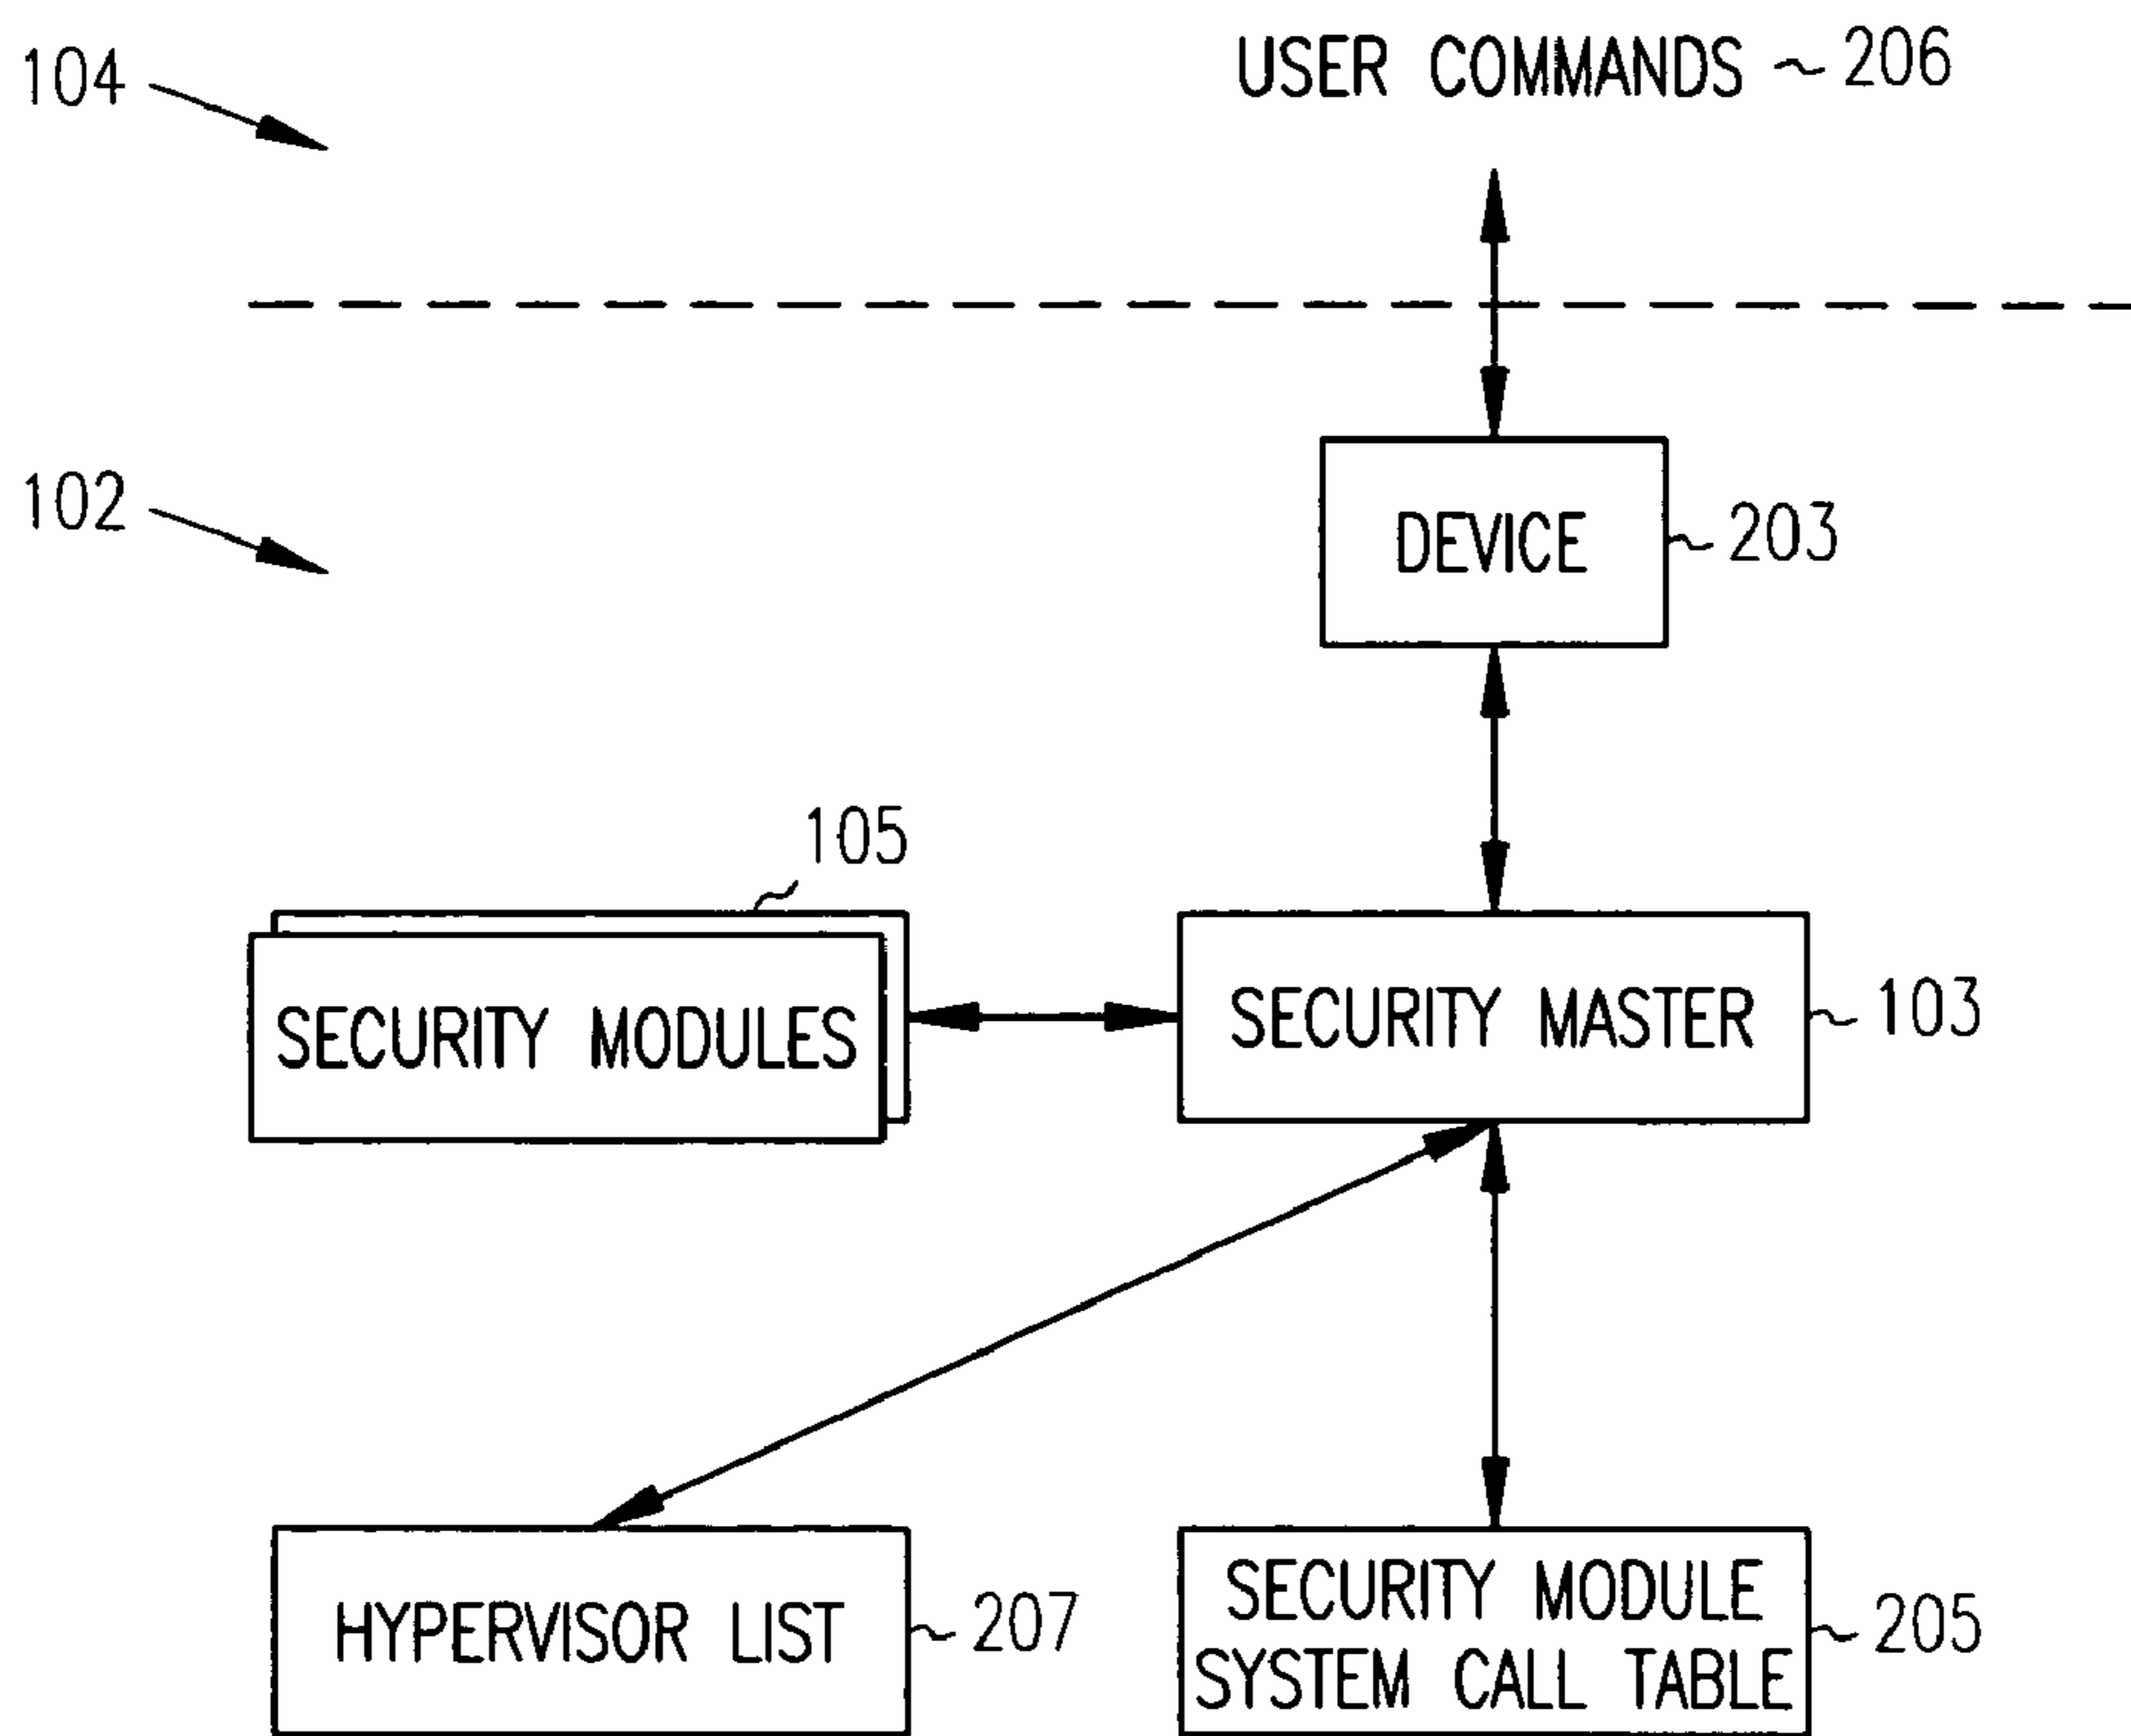 104
USER COMMANDS 206
102
DEVICE 203
105
SECURITY MODULES
SECURITY MASTER 103
HYPERVISOR LIST 207
SECURITY MODULE
SYSTEM CALL TABLE 205